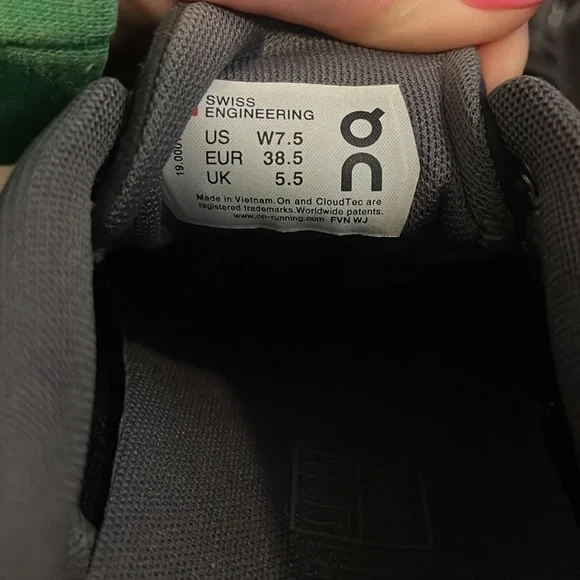 SWISS
ENGINEERING
US W7.5
EUR 38.5
UK 5.5
Made in Vietnam.On and CloudTec are
registered trademarks.Worldwide patents.
www.on-running.com FVN WJ
On